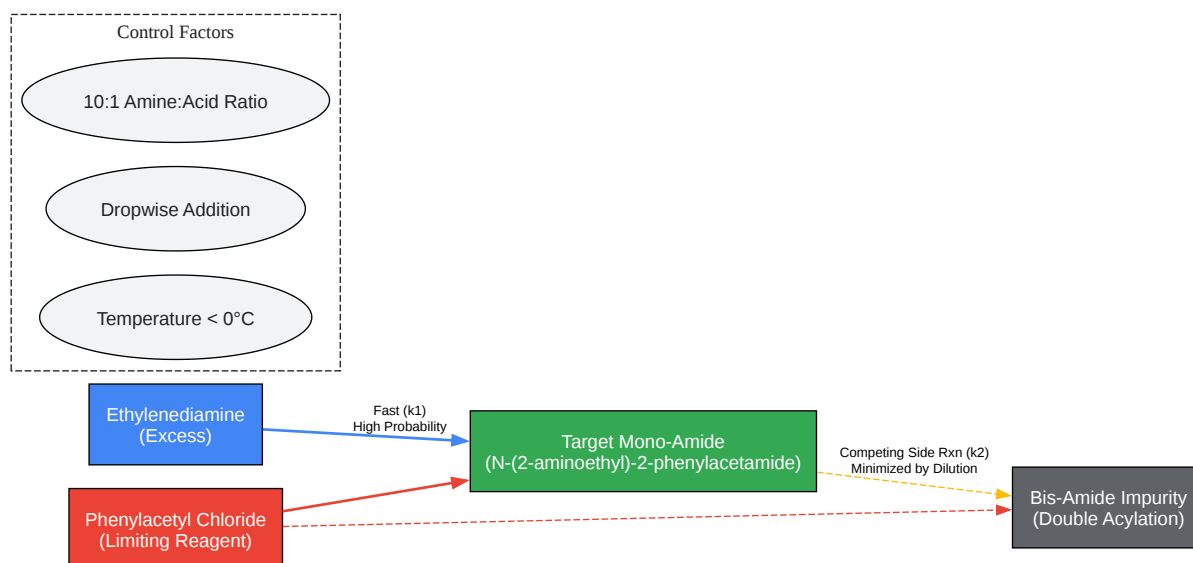 Control Factors
10:1 Amine:Acid Ratio
Dropwise Addition
Temperature < 0°C
Ethylenediamine
(Excess)
Fast (k1)
High Probability
Target Mono-Amide
(N-(2-aminoethyl)-2-phenylacetamide)
Competing Side Rxn (k2)
Minimized by Dilution
Phenylacetyl Chloride
(Limiting Reagent)
Bis-Amide Impurity
(Double Acylation)